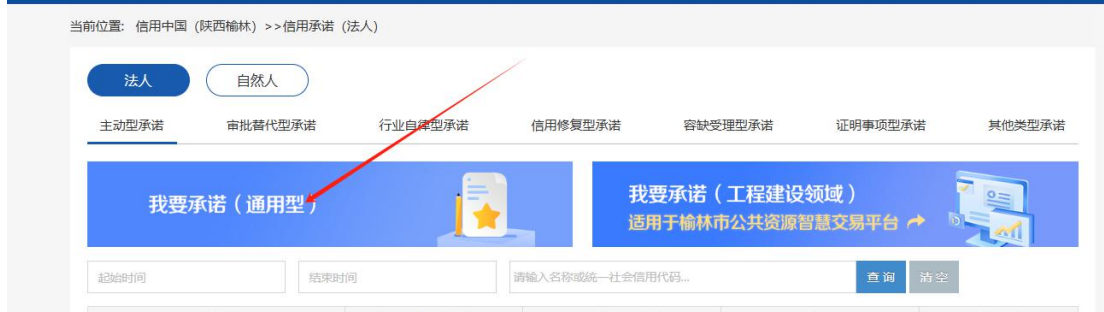 当前位置: 信用中国 (陕西榆林) >>信用承诺 (法人)
法人 自然人
主动型承诺 审批替代型承诺 行业自律型承诺 信用修复型承诺 容缺受理型承诺 证明事项型承诺 其他类型承诺
我要承诺（通用型）
我要承诺（工程建设领域）
适用于榆林市公共资源智慧交易平台
起始时间 结束时间 请输入名称或统一社会信用代码... 查询 清空